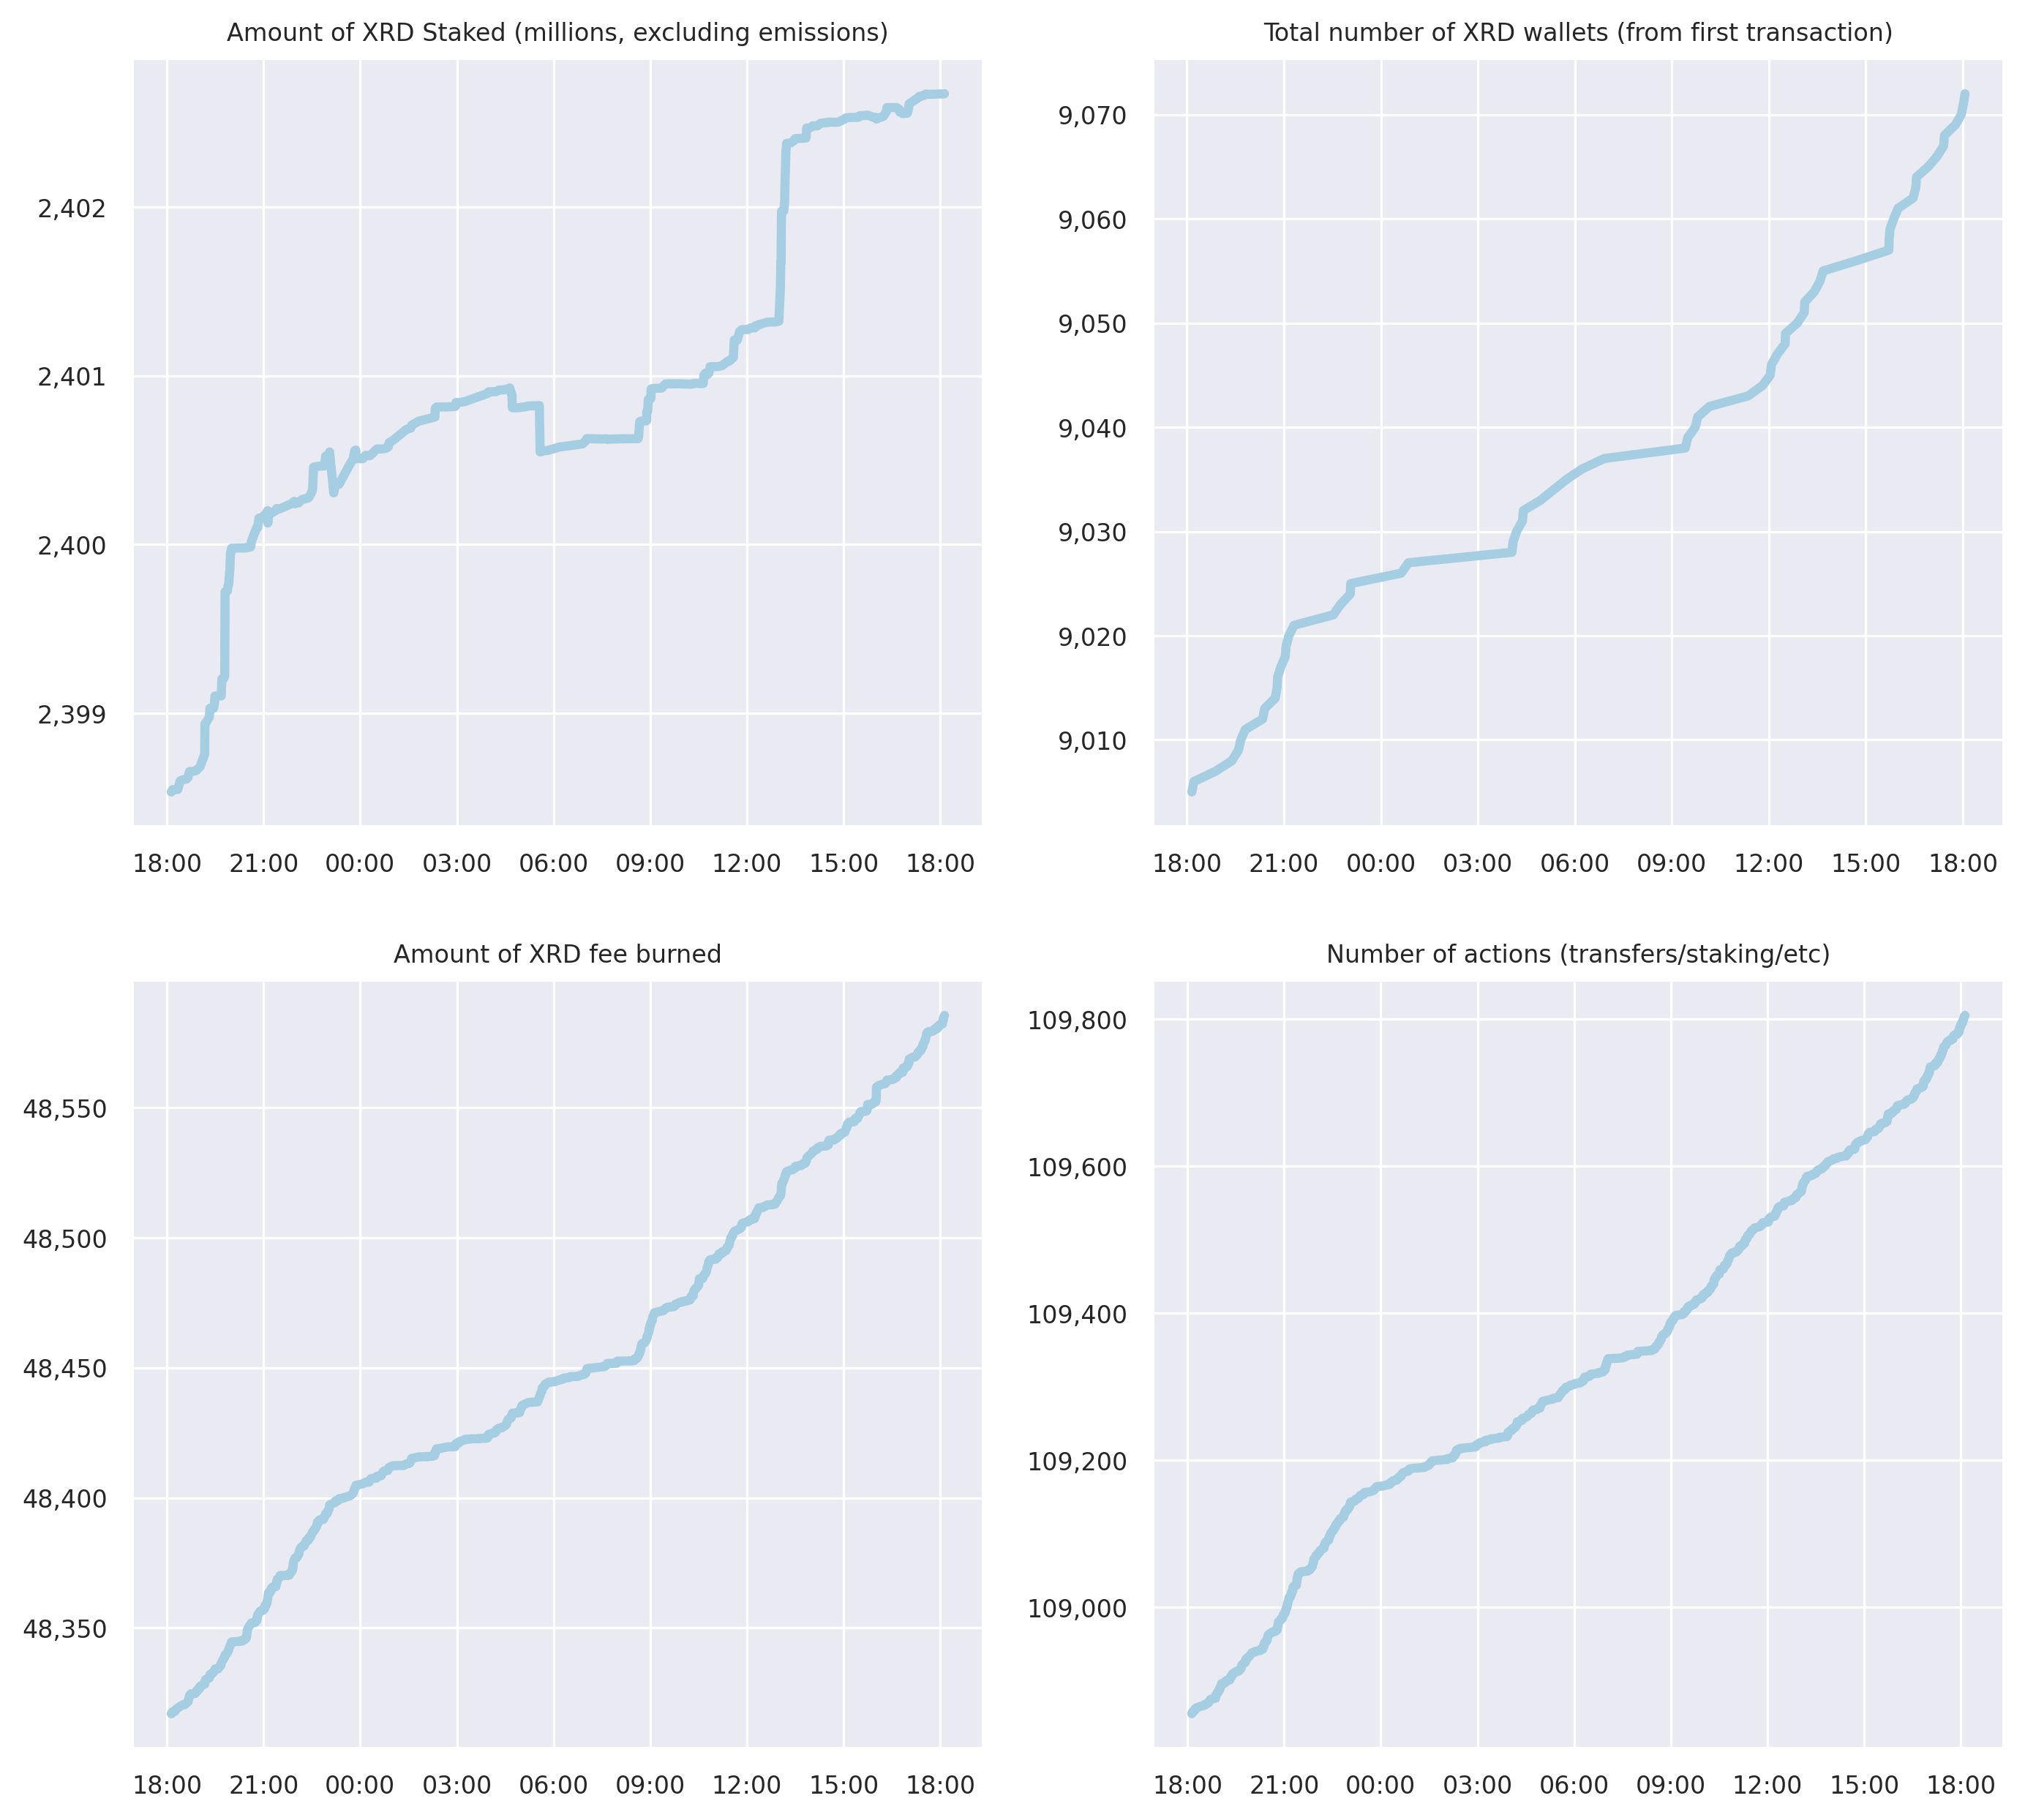 Amount of XRD Staked (millions, excluding emissions)
2,402
2,401
2,400
2,399
18:00 21:00 00:00 03:00 06:00 09:00 12:00 15:00 18:00
Total number of XRD wallets (from first transaction)
9,070
9,060
9,050
9,040
9,030
9,020
9,010
18:00 21:00 00:00 03:00 06:00 09:00 12:00 15:00 18:00
Amount of XRD fee burned
48,550
48,500
48,450
48,400
48,350
18:00 21:00 00:00 03:00 06:00 09:00 12:00 15:00 18:00
Number of actions (transfers/staking/etc)
109,800
109,600
109,400
109,200
109,000
18:00 21:00 00:00 03:00 06:00 09:00 12:00 15:00 18:00